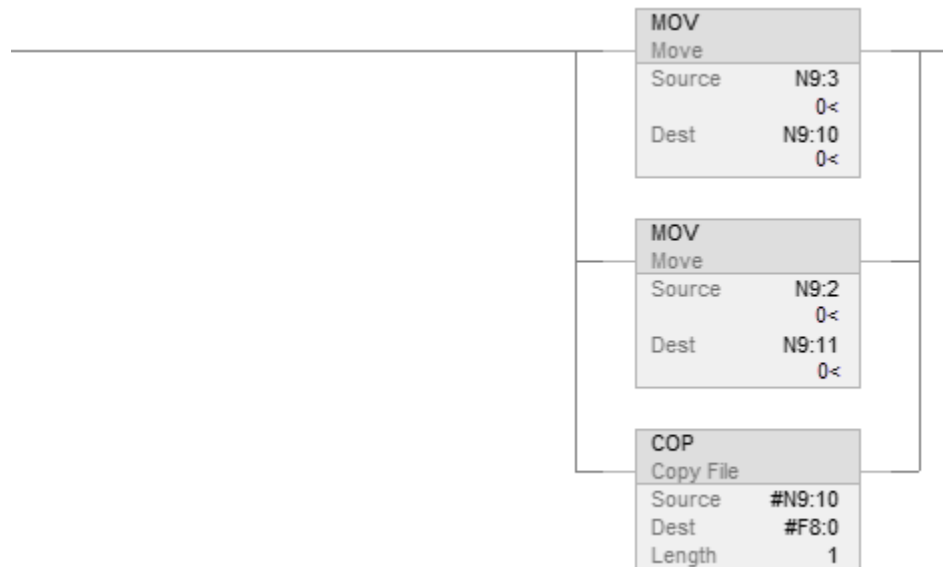 MOV
Move
Source N9:3
0<
Dest N9:10
0<
MOV
Move
Source N9:2
0<
Dest N9:11
0<
COP
Copy File
Source #N9:10
Dest #F8:0
Length 1